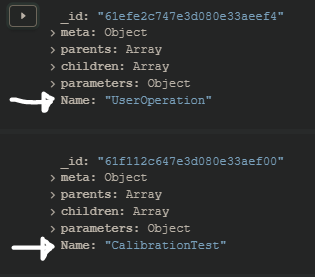 _id: "61efe2c747e3d080e33aeef4"
meta: Object
parents: Array
children: Array
parameters: Object
Name: "UserOperation"
_id: "61f112c647e3d080e33aef00"
meta: Object
parents: Array
children: Array
parameters: Object
Name: "CalibrationTest"